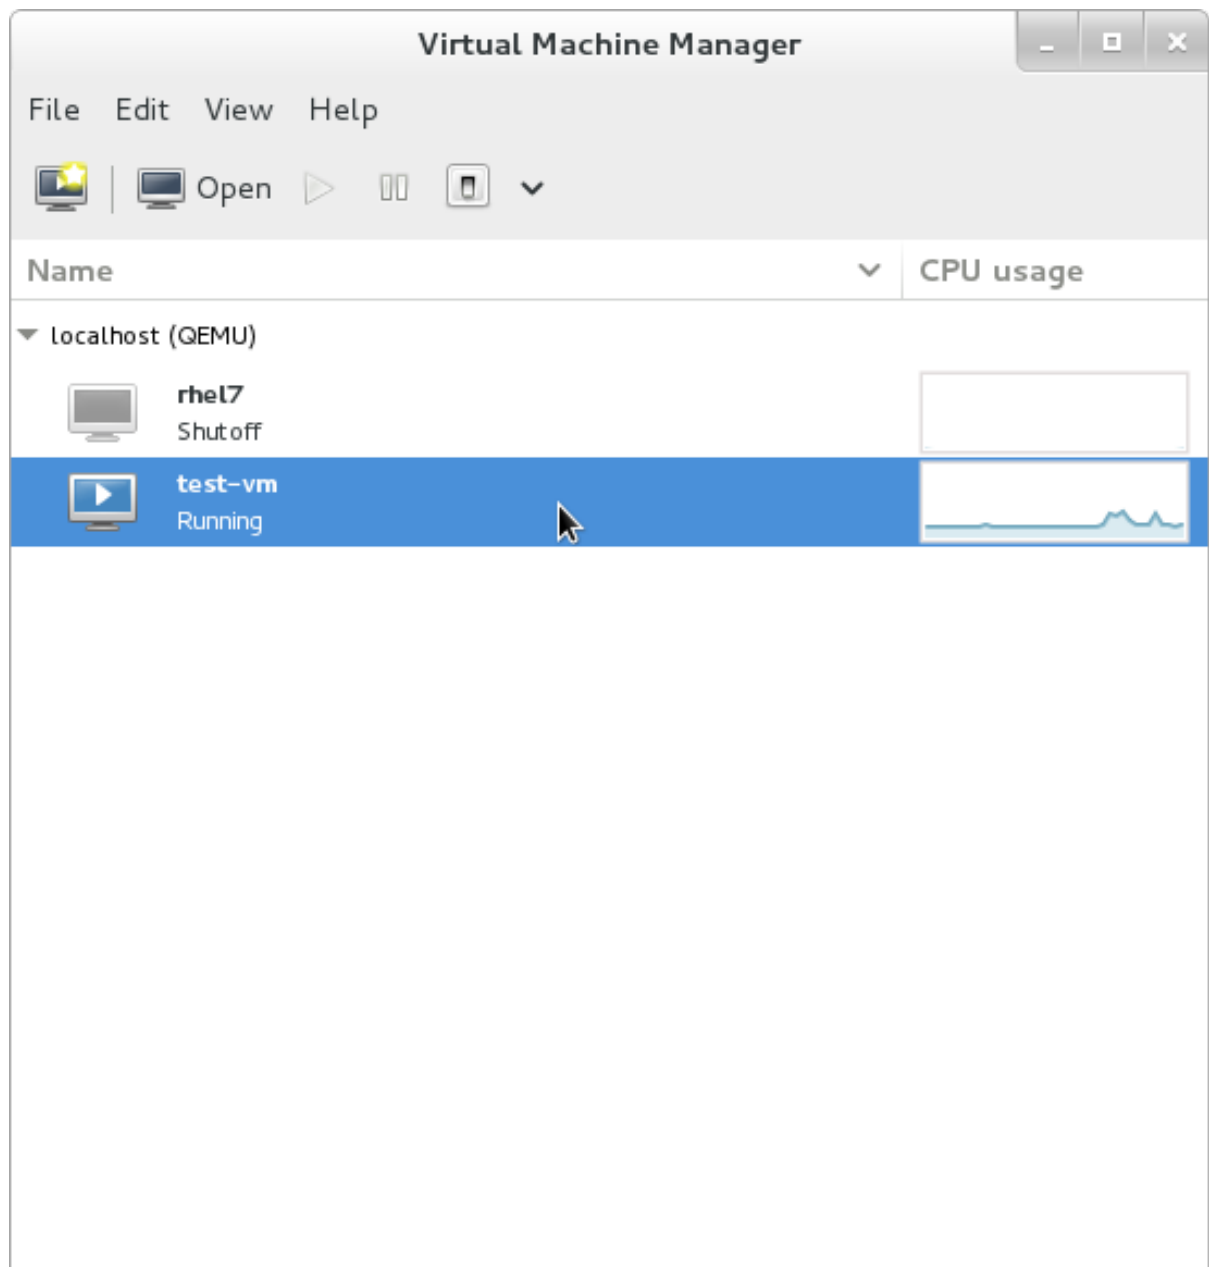 Virtual Machine Manager
File Edit View Help
Open
Name CPU usage
localhost (QEMU)
rhel7
Shutoff
test-vm
Running